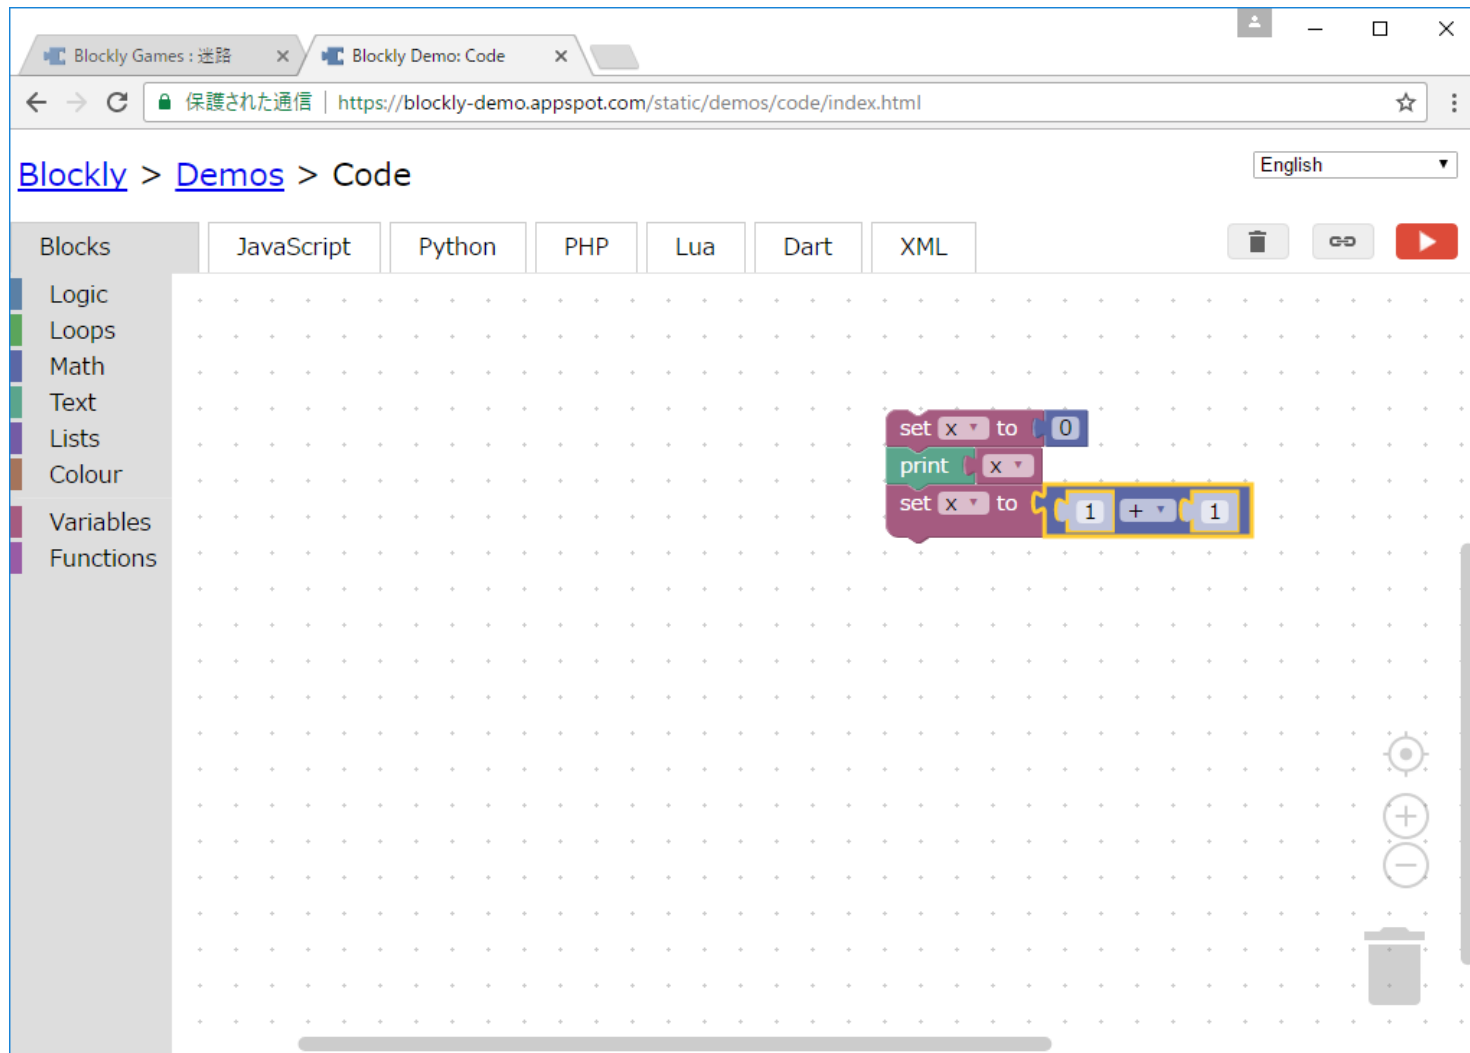 Blockly Games : 迷路
Blockly Demo: Code
保護された通信 | https://blockly-demo.appspot.com/static/demos/code/index.html
Blockly > Demos > Code
English
Blocks
JavaScript
Python
PHP
Lua
Dart
XML
Logic
Loops
Math
Text
Lists
Colour
Variables
Functions
set x to 0
print x
set x to 1 + 1